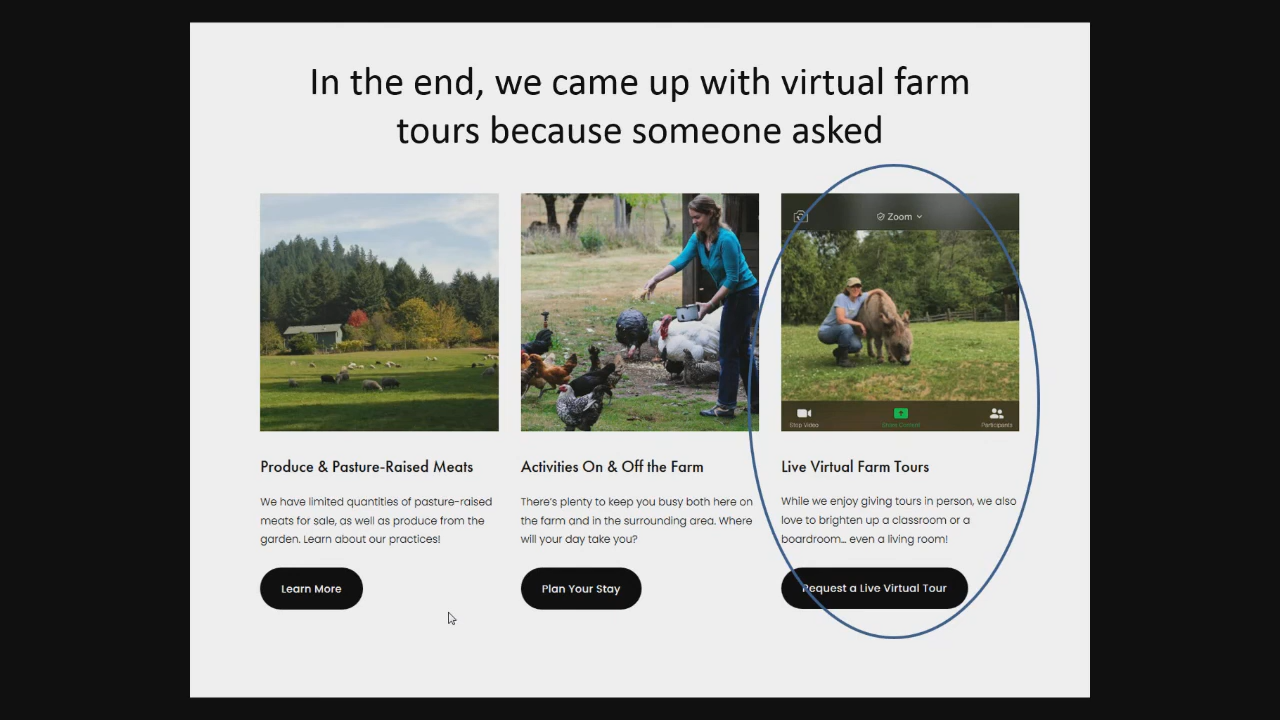 In the end, we came up with virtual farm
tours because someone asked
Zoom
Stop Video
Share Content
Participants
Produce & Pasture-Raised Meats
We have limited quantities of pasture-raised
meats for sale, as well as produce from the
garden. Learn about our practices!
Learn More
Activities On & Off the Farm
There's plenty to keep you busy both here on
the farm and in the surrounding area. Where
will your day take you?
Plan Your Stay
Live Virtual Farm Tours
While we enjoy giving tours in person, we also
love to brighten up a classroom or a
boardroom... even a living room!
Request a Live Virtual Tour